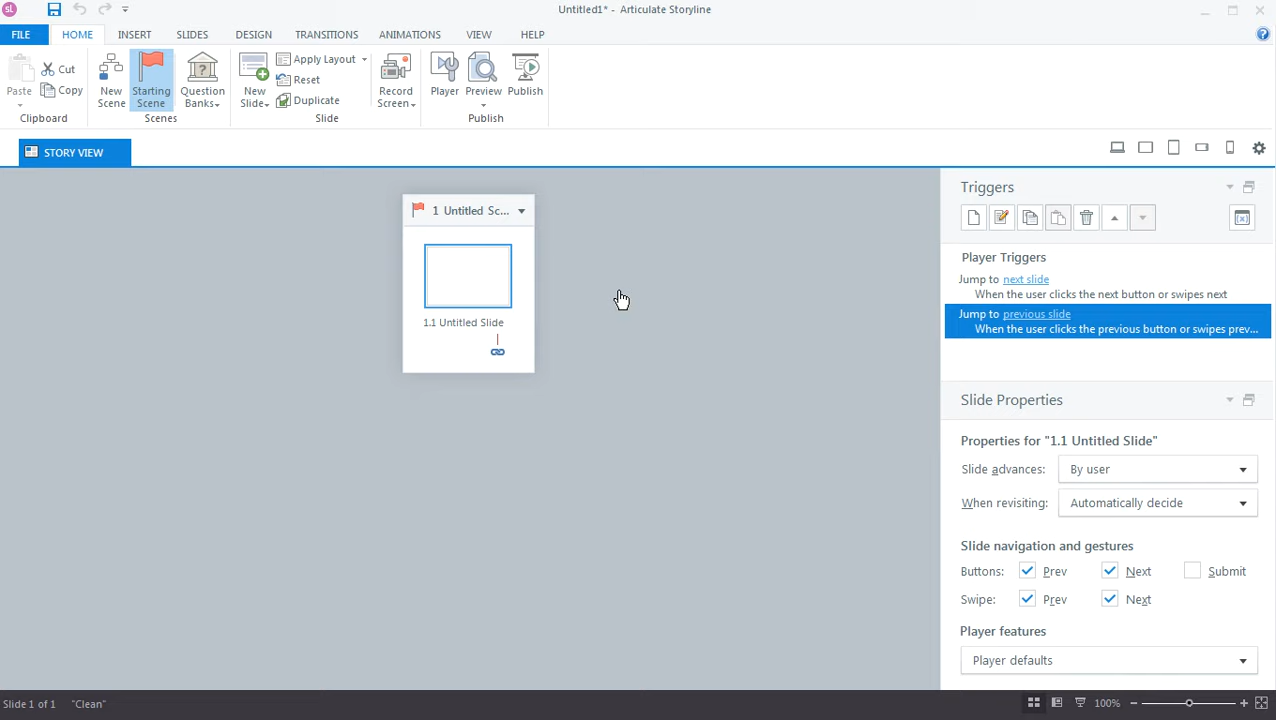 sL
Untitled1* - Articulate Storyline
FILE HOME INSERT SLIDES DESIGN TRANSITIONS ANIMATIONS VIEW HELP
Paste
Cut
Copy
Clipboard
New Scene
Starting Scene
Question Banks
Scenes
New Slide
Apply Layout
Reset
Duplicate
Record Screen
Slide
Player
Preview
Publish
Publish
STORY VIEW
1 Untitled Sc...
1.1 Untitled Slide
Triggers
Player Triggers
Jump to next slide
When the user clicks the next button or swipes next
Jump to previous slide
When the user clicks the previous button or swipes prev...
Slide Properties
Properties for "1.1 Untitled Slide"
Slide advances: By user
When revisiting: Automatically decide
Slide navigation and gestures
Buttons: Prev Next Submit
Swipe: Prev Next
Player features
Player defaults
Slide 1 of 1 "Clean" 100%